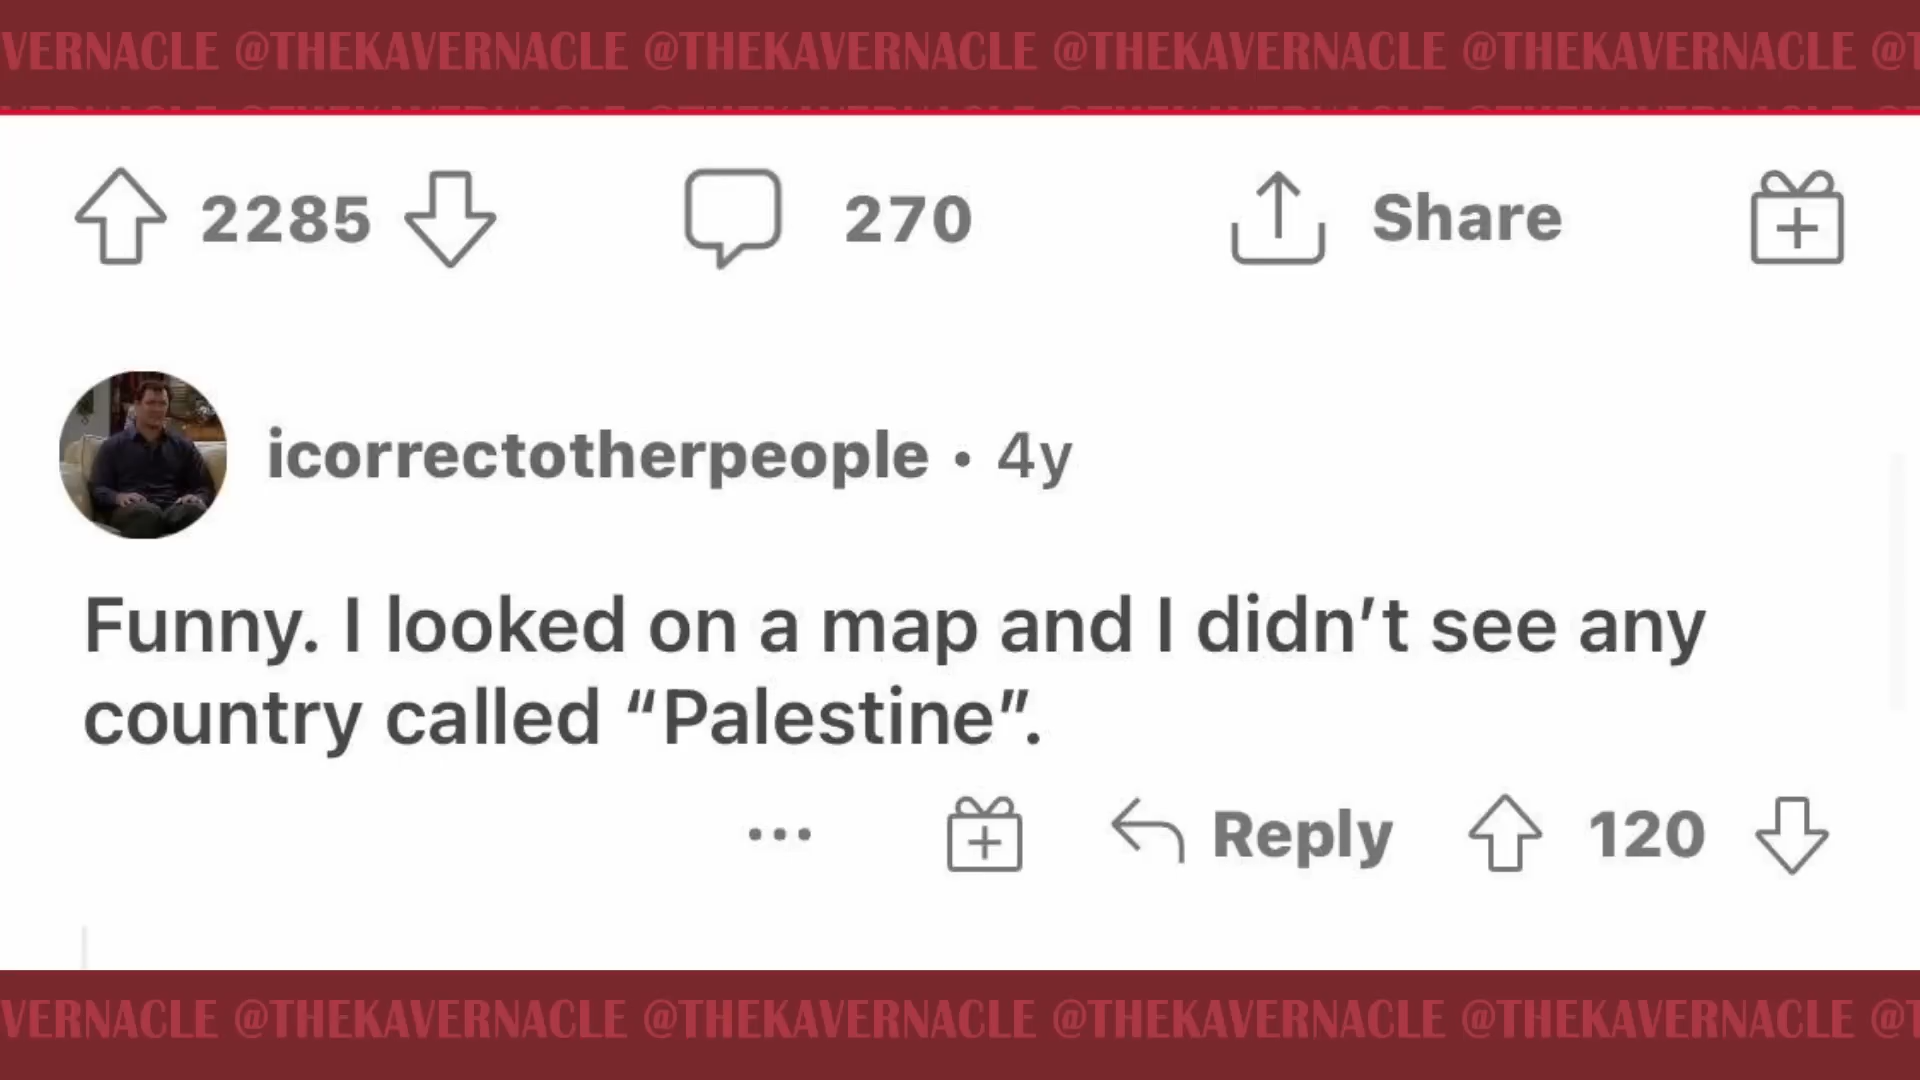 VERNACLE @THEKAVERNACLE @THEKAVERNACLE @THEKAVERNACLE @THEKAVERNACLE @T
2285 270 Share
icorrectotherpeople • 4y
Funny. I looked on a map and I didn’t see any
country called “Palestine”.
... Reply 120
VERNACLE @THEKAVERNACLE @THEKAVERNACLE @THEKAVERNACLE @THEKAVERNACLE @T